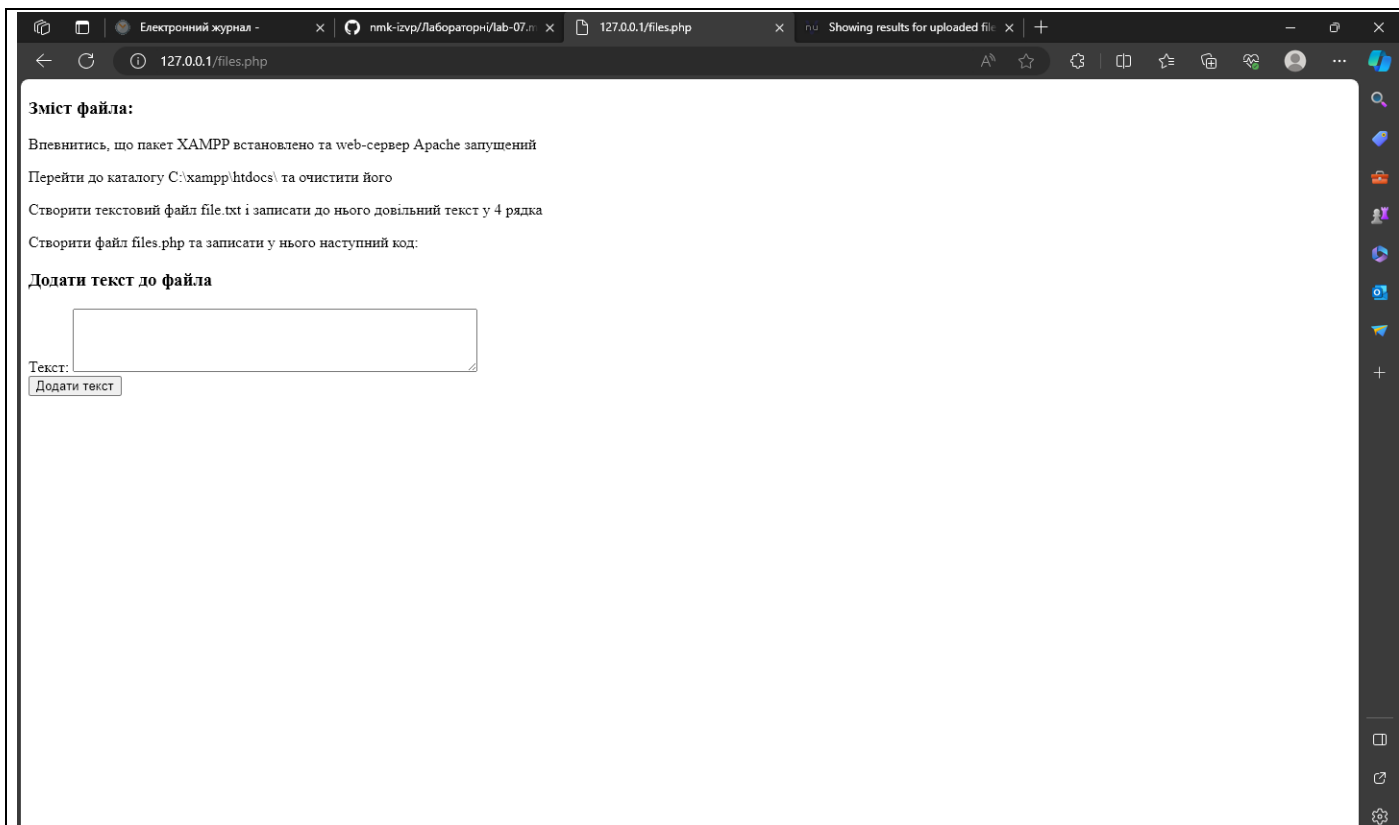 Електронний журнал -
nmk-izvp/Лабораторні/lab-07.m
127.0.0.1/files.php
nu Showing results for uploaded file
127.0.0.1/files.php
Зміст файла:
Впевнитись, що пакет XAMPP встановлено та web-сервер Apache запущений
Перейти до каталогу C:\xampp\htdocs\ та очистити його
Створити текстовий файл file.txt і записати до нього довільний текст у 4 рядка
Створити файл files.php та записати у нього наступний код:
Додати текст до файла
Текст:
Додати текст